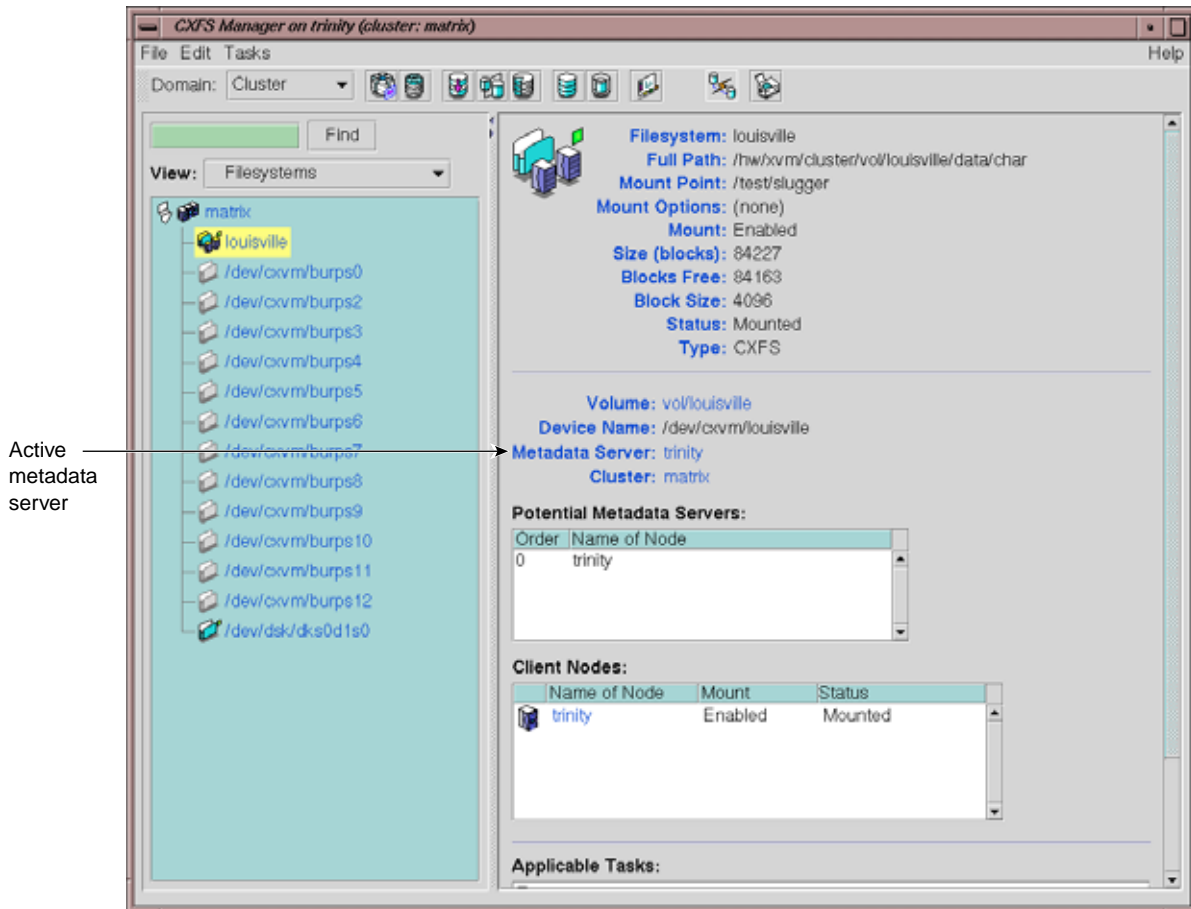 CXFS Manager on trinity (cluster: matrix)
File Edit Tasks Help
Domain: Cluster
Find
View: Filesystems
matrix
louisville
/dev/cxvm/burps0
/dev/cxvm/burps2
/dev/cxvm/burps3
/dev/cxvm/burps4
/dev/cxvm/burps5
/dev/cxvm/burps6
/dev/cxvm/burps7
/dev/cxvm/burps8
/dev/cxvm/burps9
/dev/cxvm/burps10
/dev/cxvm/burps11
/dev/cxvm/burps12
/dev/dsk/dks0d1s0
Active
metadata
server
Filesystem: louisville
Full Path: /hw/xvm/cluster/vol/louisville/data/char
Mount Point: /test/slugger
Mount Options: (none)
Mount: Enabled
Size (blocks): 84227
Blocks Free: 84163
Block Size: 4096
Status: Mounted
Type: CXFS
Volume: vol/louisville
Device Name: /dev/cxvm/louisville
Metadata Server: trinity
Cluster: matrix
Potential Metadata Servers:
Order Name of Node
0 trinity
Client Nodes:
Name of Node Mount Status
trinity Enabled Mounted
Applicable Tasks: